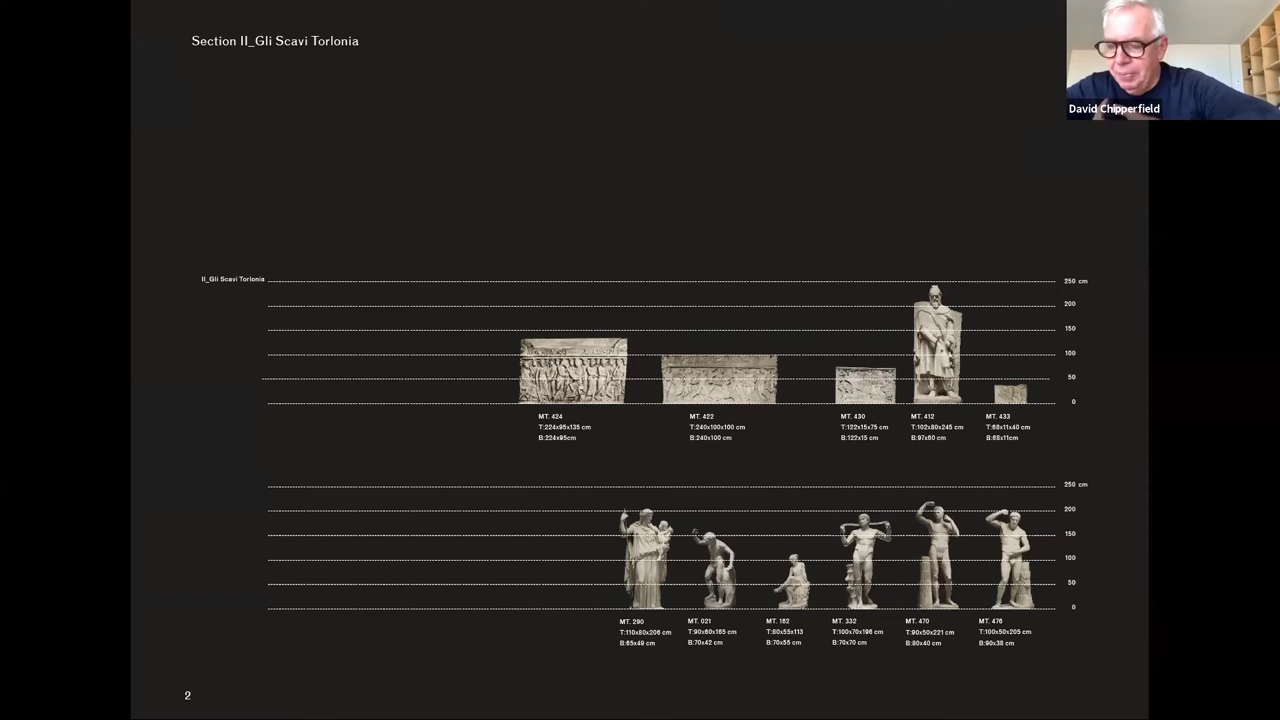 Section II_Gli Scavi Torlonia
David Chipperfield
II_Gli Scavi Torlonia
250 cm
200
150
100
50
0
MT. 424
T:224x95x135 cm
B:224x95cm
MT. 422
T:240x100x100 cm
B:240x100 cm
MT. 430
T:122x15x75 cm
B:122x15 cm
MT. 412
T:102x80x245 cm
B:97x60 cm
MT. 433
T:68x11x40 cm
B:68x11cm
250 cm
200
150
100
50
0
MT. 290
T:110x80x206 cm
B:65x49 cm
MT. 021
T:90x60x165 cm
B:70x42 cm
MT. 162
T:80x55x113
B:70x55 cm
MT. 332
T:100x70x196 cm
B:70x70 cm
MT. 470
T:90x50x221 cm
B:80x40 cm
MT. 476
T:100x50x205 cm
B:90x38 cm
2